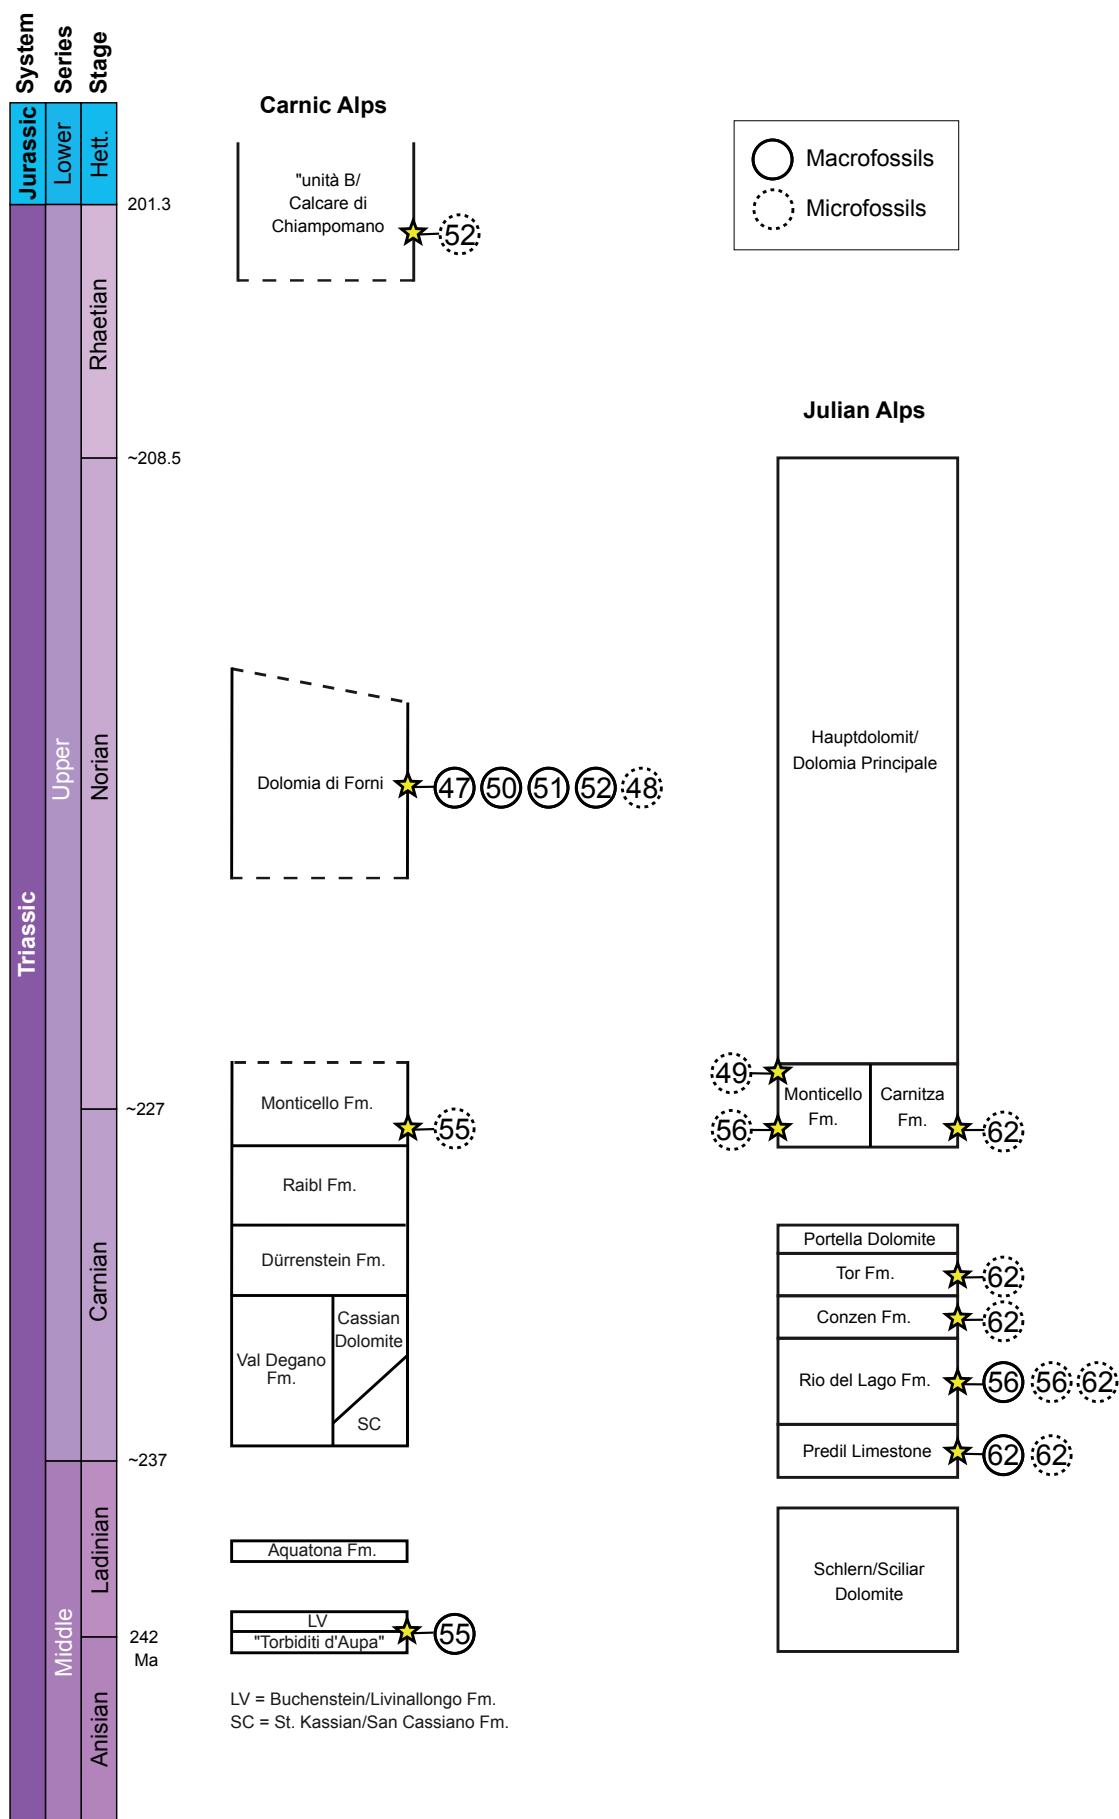 System
Series
Stage
Jurassic
Lower
Hett.
Triassic
Upper
Middle
Rhaetian
Norian
Carnian
Ladinian
Anisian
201.3
~208.5
~227
~237
242
Ma
Carnic Alps
"unità B/
Calcare di
Chiampomano
52
Dolomia di Forni
47 50 51 52 48
Monticello Fm.
55
Raibl Fm.
Dürrenstein Fm.
Val Degano
Fm.
Cassian
Dolomite
SC
Aquatona Fm.
LV
"Torbiditi d'Aupa"
55
LV = Buchenstein/Livinallongo Fm.
SC = St. Kassian/San Cassiano Fm.
Macrofossils
Microfossils
Julian Alps
Hauptdolomit/
Dolomia Principale
49
56
Monticello
Fm.
Carnitza
Fm.
62
Portella Dolomite
Tor Fm.
62
Conzen Fm.
62
Rio del Lago Fm.
56 56 62
Predil Limestone
62 62
Schlern/Sciliar
Dolomite